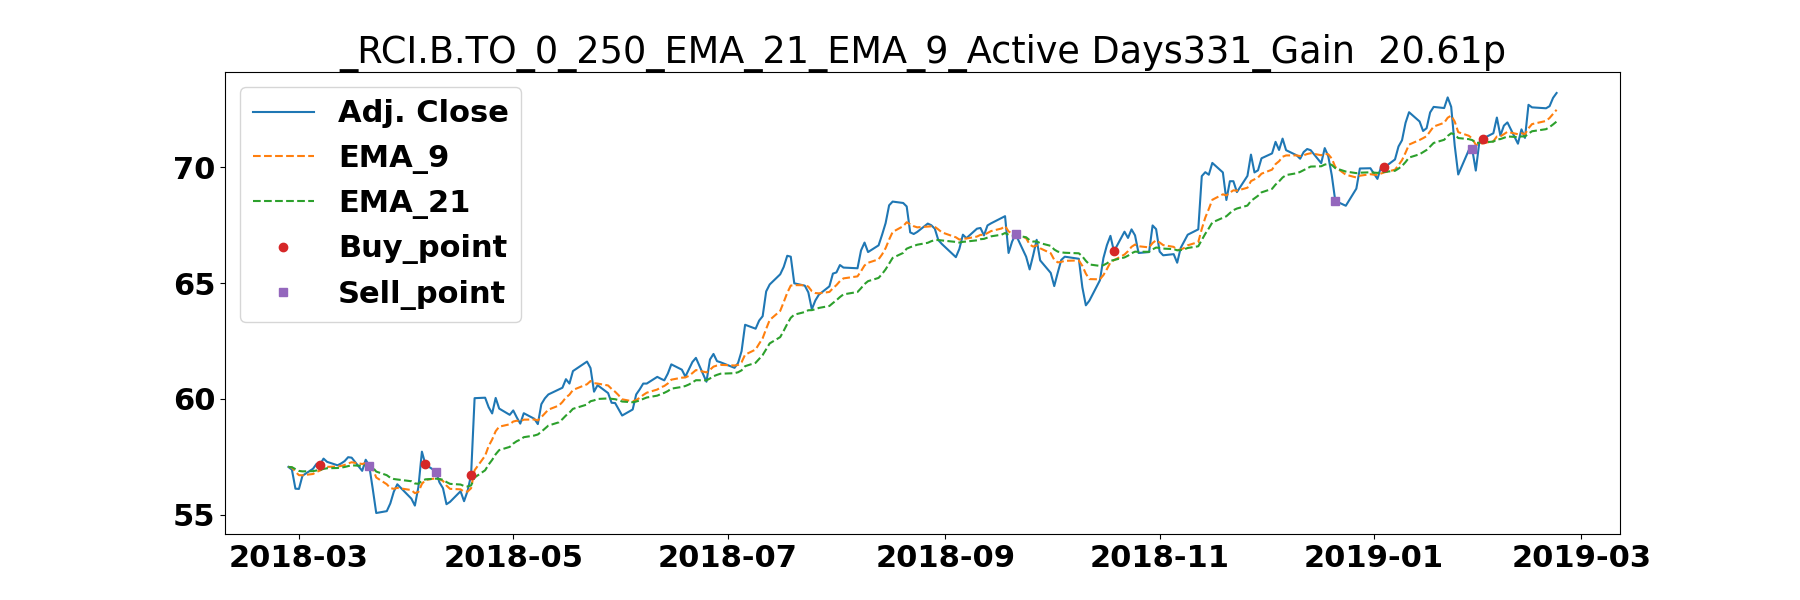 _RCI.B.TO_0_250_EMA_21_EMA_9_Active Days331_Gain  20.61p
Adj. Close
EMA_9
EMA_21
Buy_point
Sell_point
70
65
60
55
2018-03 2018-05 2018-07 2018-09 2018-11 2019-01 2019-03